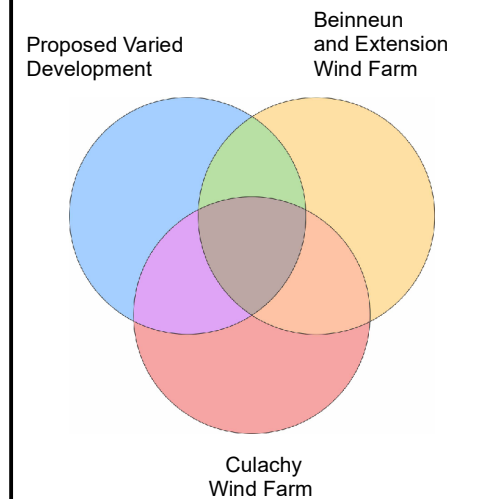 Proposed Varied
Development
Beinneun
and Extension
Wind Farm
Culachy
Wind Farm